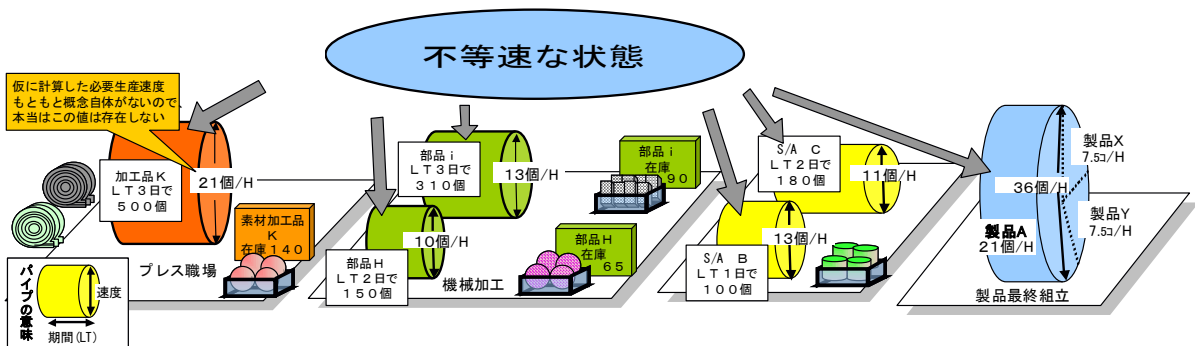 不等速な状態
仮に計算した必要生産速度
もともと概念自体がないので、
本当はこの値は存在しない
加工品K
LT3日で
500個
21個/H
素材加工品
K
在庫140
プレス職場
パイプの意味
速度
期間(LT)
部品i
LT3日で
310個
13個/H
部品i
在庫
90
10個/H
部品H
LT2日で
150個
部品H
在庫
65
機械加工
S/A C
LT2日で
180個
11個/H
13個/H
S/A B
LT1日で
100個
製品X
7.5コ/H
36個/H
製品Y
7.5コ/H
製品A
21個/H
製品最終組立